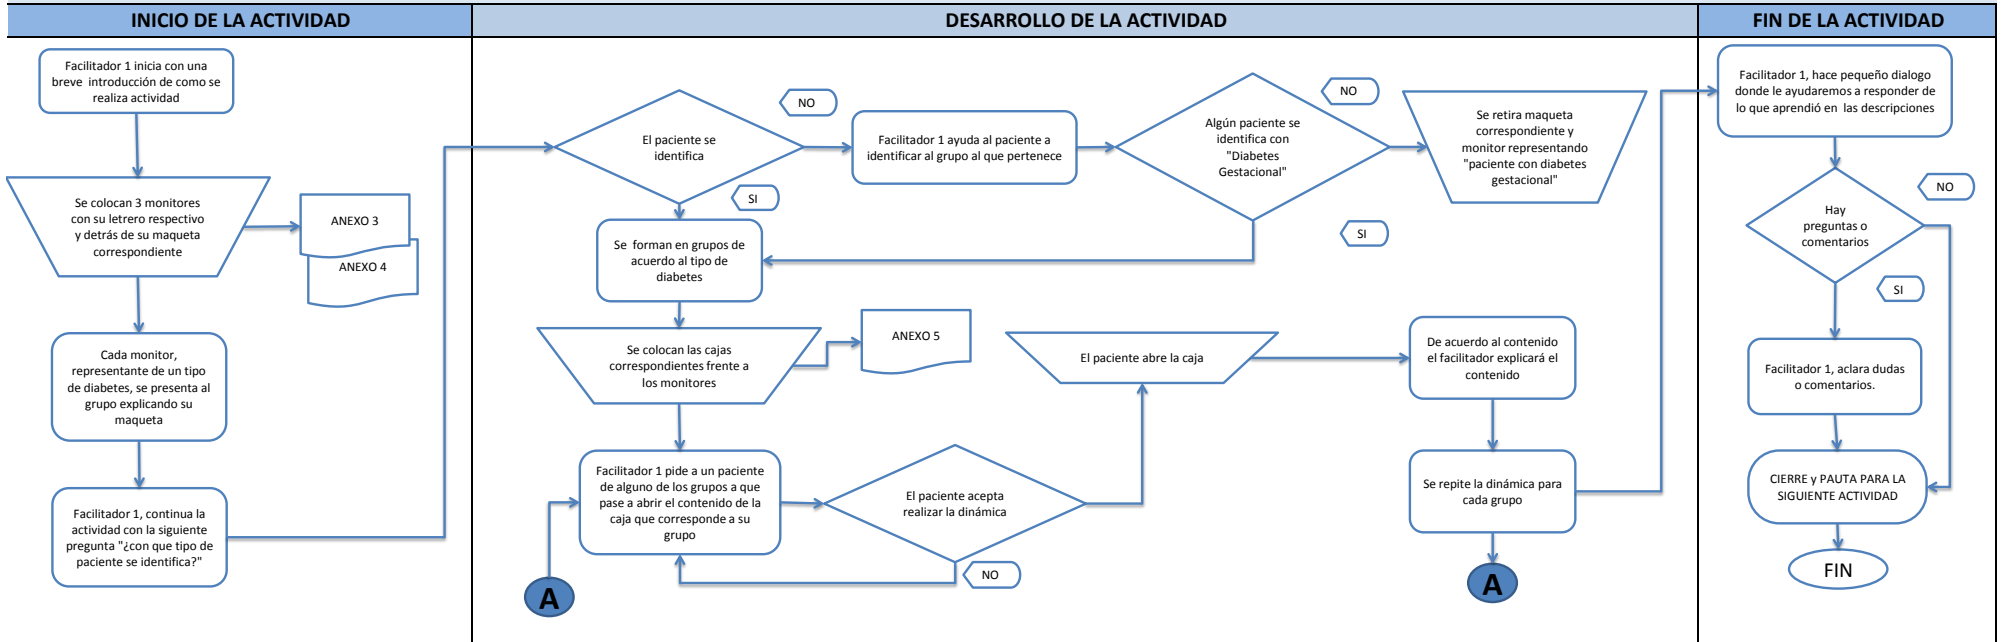 INICIO DE LA ACTIVIDAD
DESARROLLO DE LA ACTIVIDAD
FIN DE LA ACTIVIDAD
Facilitador 1 inicia con una
breve introducción de como se
realiza actividad
Se colocan 3 monitores
con su letrero respectivo
y detrás de su maqueta
correspondiente
ANEXO 3
ANEXO 4
Cada monitor,
representante de un tipo
de diabetes, se presenta al
grupo explicando su
maqueta
Facilitador 1, continua la
actividad con la siguiente
pregunta "¿con que tipo de
paciente se identifica?"
El paciente se
identifica
NO
SI
Facilitador 1 ayuda al paciente a
identificar al grupo al que pertenece
Algún paciente se
identifica con
"Diabetes
Gestacional"
NO
SI
Se retira maqueta
correspondiente y
monitor representando
"paciente con diabetes
gestacional"
Se forman en grupos de
acuerdo al tipo de
diabetes
Se colocan las cajas
correspondientes frente a
los monitores
ANEXO 5
Facilitador 1 pide a un paciente
de alguno de los grupos a que
pase a abrir el contenido de la
caja que corresponde a su
grupo
A
El paciente acepta
realizar la dinámica
NO
El paciente abre la caja
De acuerdo al contenido
el facilitador explicará el
contenido
Se repite la dinámica para
cada grupo
A
Facilitador 1, hace pequeño dialogo
donde le ayudaremos a responder de
lo que aprendió en las descripciones
Hay
preguntas o
comentarios
NO
SI
Facilitador 1, aclara dudas
o comentarios.
CIERRE y PAUTA PARA LA
SIGUIENTE ACTIVIDAD
FIN